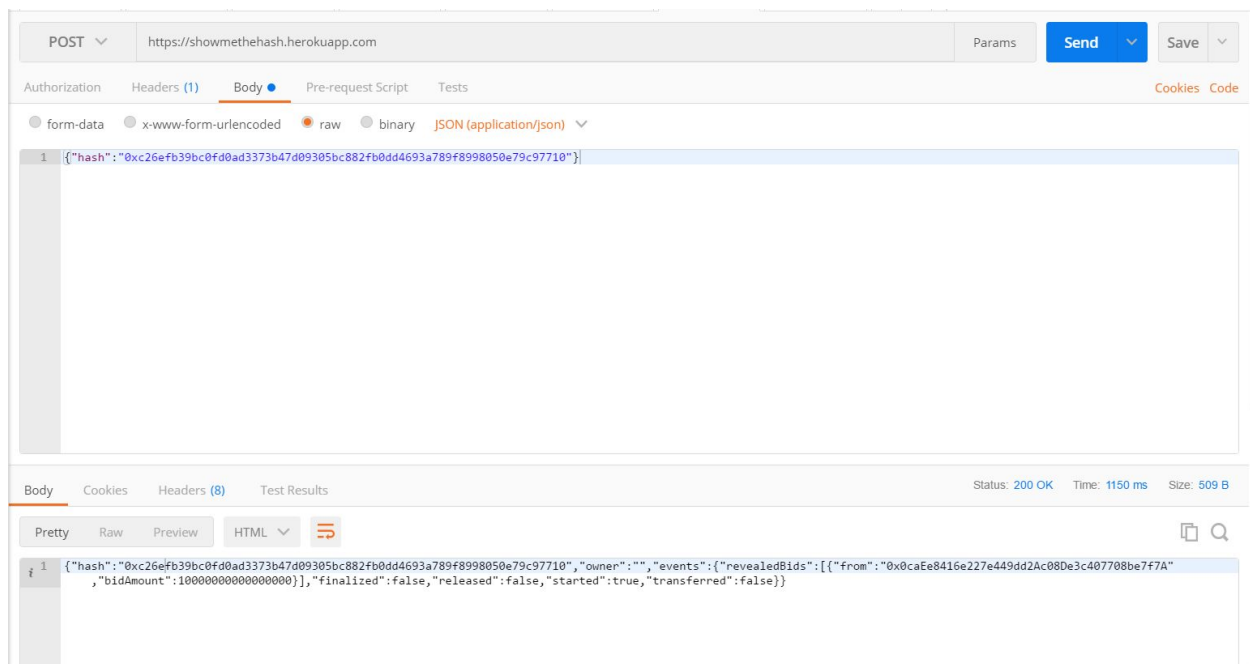 POST
https://showmethehash.herokuapp.com
Params
Send
Save
Authorization
Headers (1)
Body
Pre-request Script
Tests
Cookies
Code
form-data
x-www-form-urlencoded
raw
binary
JSON (application/json)
1 {"hash":"0xc26efb39bc0fd0ad3373b47d09305bc882fb0dd4693a789f8998050e79c97710"}
Body
Cookies
Headers (8)
Test Results
Status: 200 OK
Time: 1150 ms
Size: 509 B
Pretty
Raw
Preview
HTML
i 1 {"hash":"0xc26efb39bc0fd0ad3373b47d09305bc882fb0dd4693a789f8998050e79c97710","owner":"","events":{"revealedBids":[{"from":"0x0caEe8416e227e449dd2Ac08De3c407708be7f7A"
,"bidAmount":10000000000000000}],"finalized":false,"released":false,"started":true,"transferred":false}}